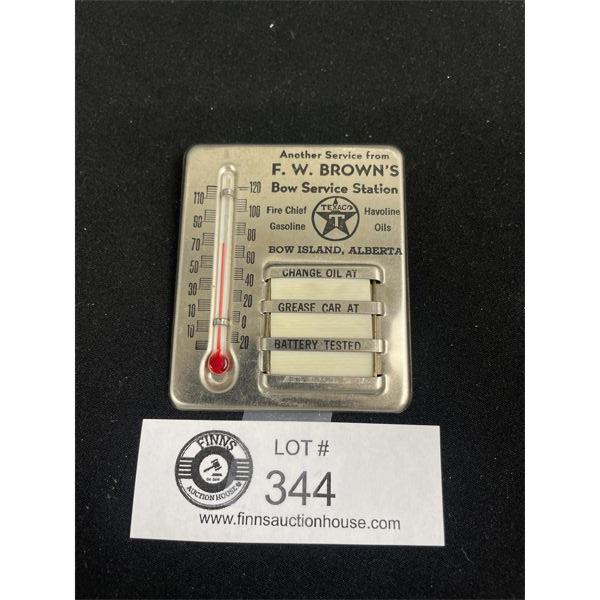 Another Service from
F. W. BROWN'S
Bow Service Station
Fire Chief
Gasoline
TEXACO
T
Havoline
Oils
BOW ISLAND, ALBERTA
CHANGE OIL AT
GREASE CAR AT
BATTERY TESTED
110
90
70
50
30
10
10
120
100
80
60
40
20
0
20
FINNS
AUCTION HOUSE
LOT #
344
www.finnsauctionhouse.com